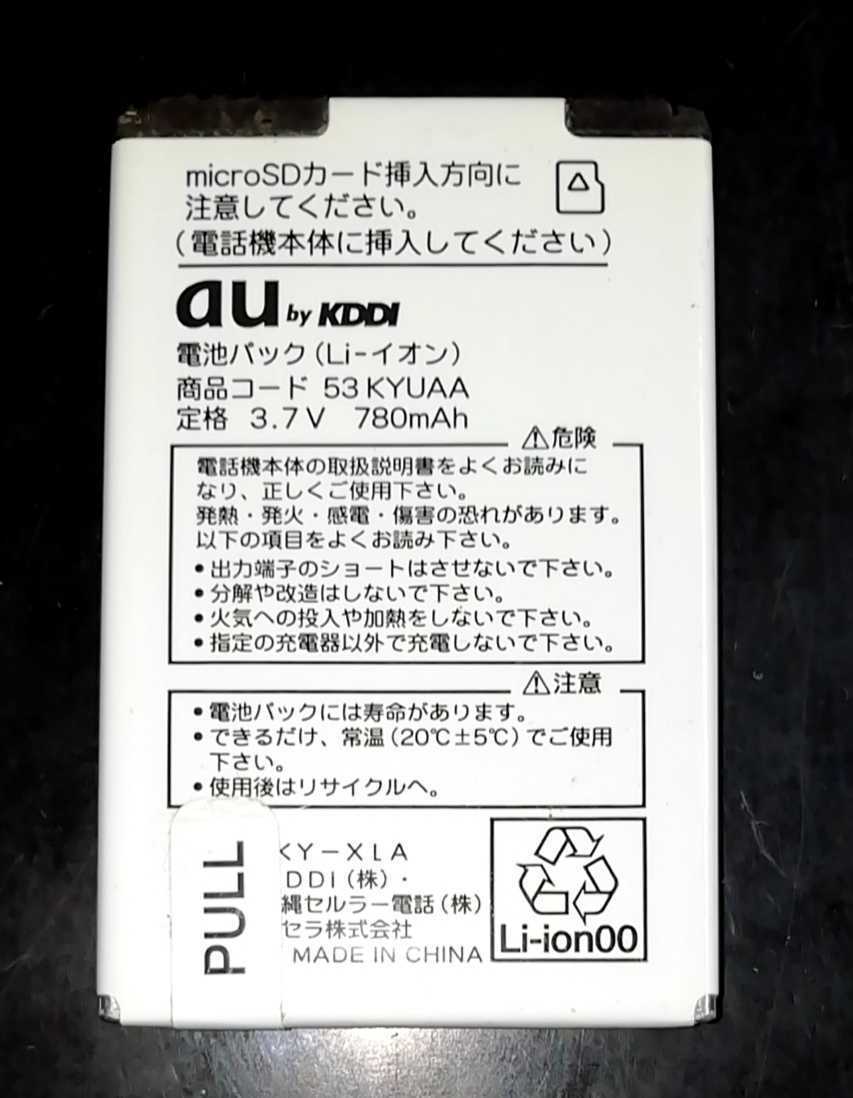 microSDカード挿入方向に
注意してください。
（電話機本体に挿入してください）
au by KDDI
電池パック（Li-イオン）
商品コード 53KYUAA
定格 3.7V 780mAh
⚠危険
電話機本体の取扱説明書をよくお読みに
なり、正しくご使用下さい。
発熱・発火・感電・傷害の恐れがあります。
以下の項目をよくお読み下さい。
•出力端子のショートはさせないで下さい。
•分解や改造はしないで下さい。
•火気への投入や加熱をしないで下さい。
•指定の充電器以外で充電しないで下さい。
⚠注意
•電池パックには寿命があります。
•できるだけ、常温（20℃±5℃）でご使用
下さい。
•使用後はリサイクルへ。
PULL
KY-XLA
DDI（株）・
縄セルラー電話（株）
セラ株式会社
MADE IN CHINA
Li-ion00